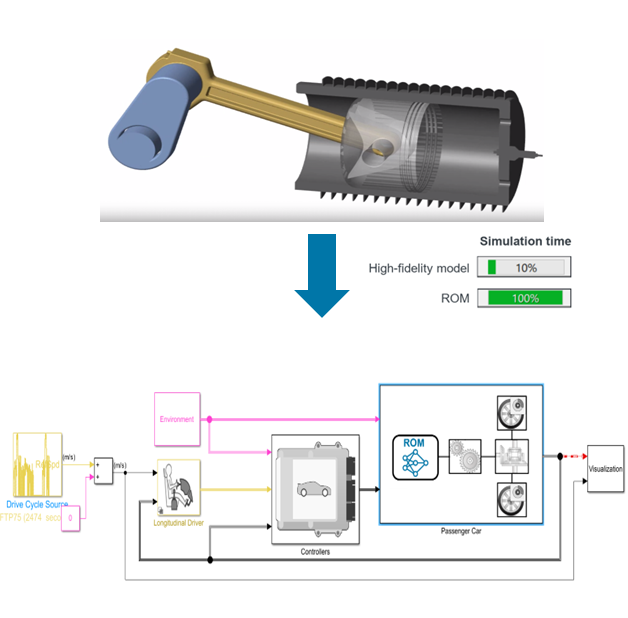 Simulation time
High-fidelity model
10%
ROM
100%
Environment
ROM
(m/s)
+
+
(m/s)
Visualization
Drive Cycle Source
FTP75 (2474
0
Longitudinal Driver
Controllers
Passenger Car